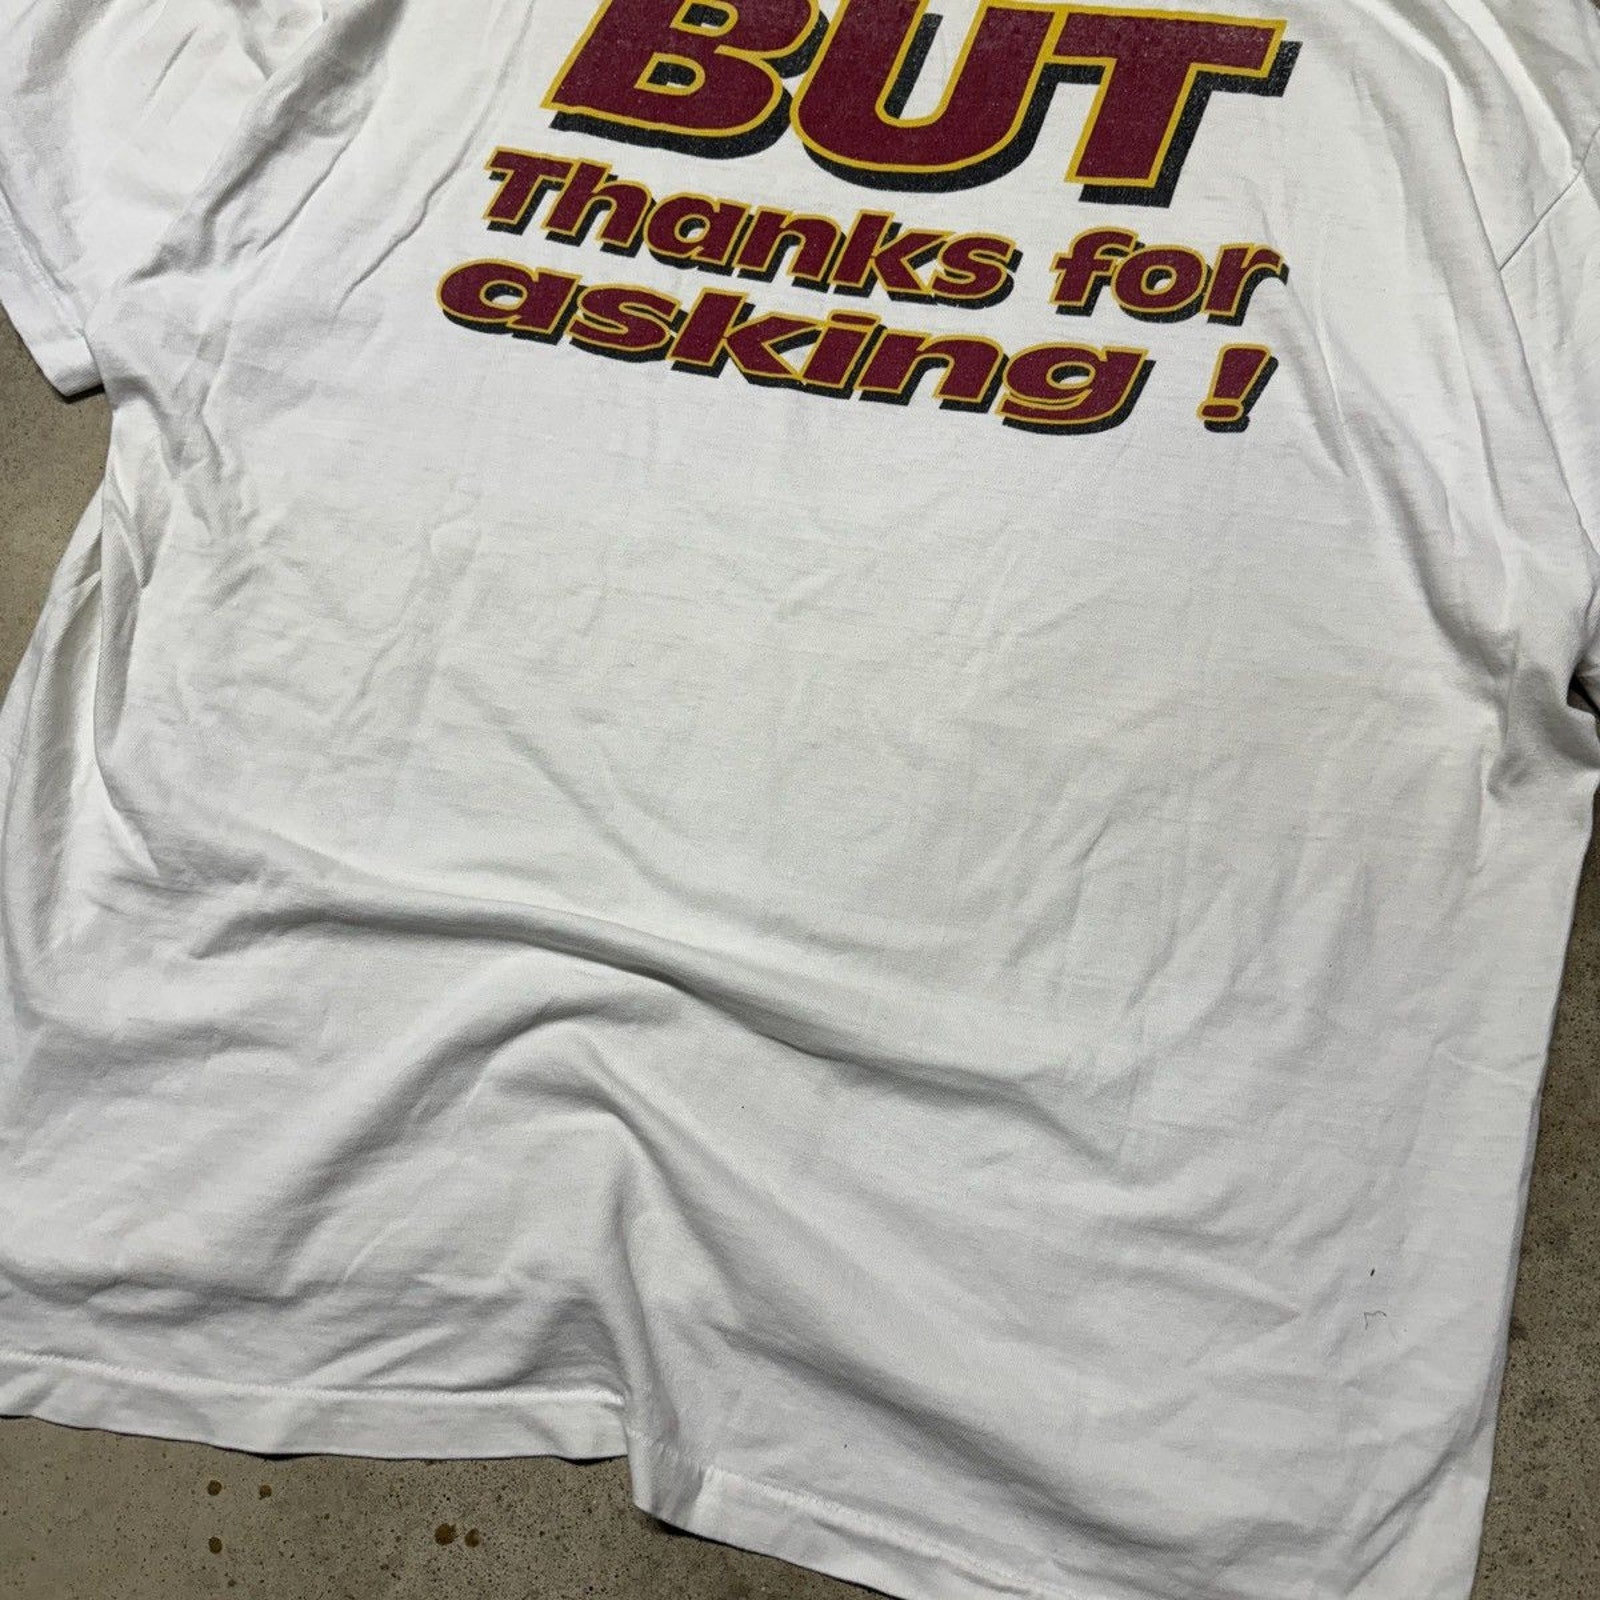 BUT
Thanks for
asking !